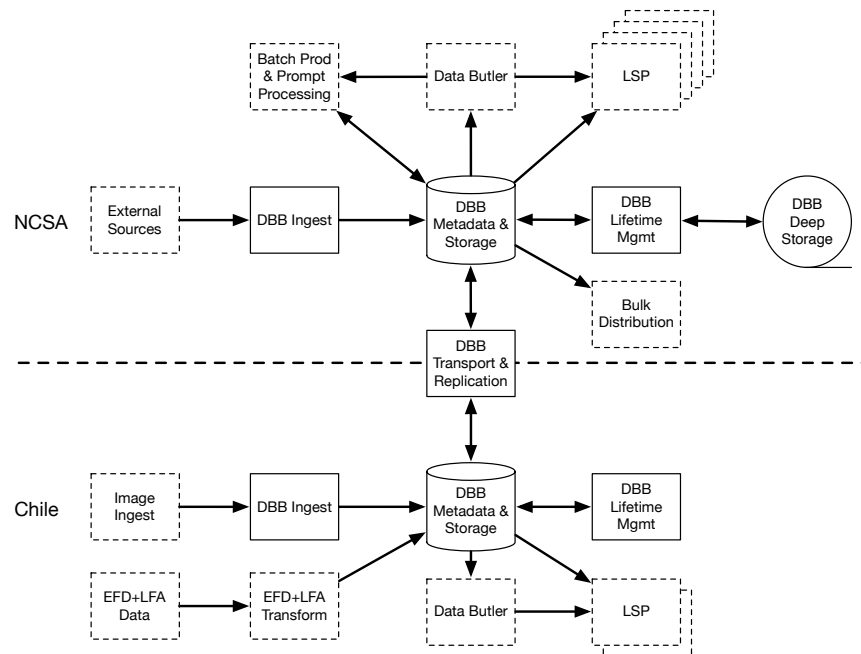 Batch Prod
& Prompt
Processing
Data Butler
LSP
NCSA
External
Sources
DBB Ingest
DBB
Metadata &
Storage
DBB
Lifetime
Mgmt
DBB
Deep
Storage
Bulk
Distribution
DBB
Transport &
Replication
Chile
Image
Ingest
DBB Ingest
DBB
Metadata &
Storage
DBB
Lifetime
Mgmt
EFD+LFA
Data
EFD+LFA
Transform
Data Butler
LSP